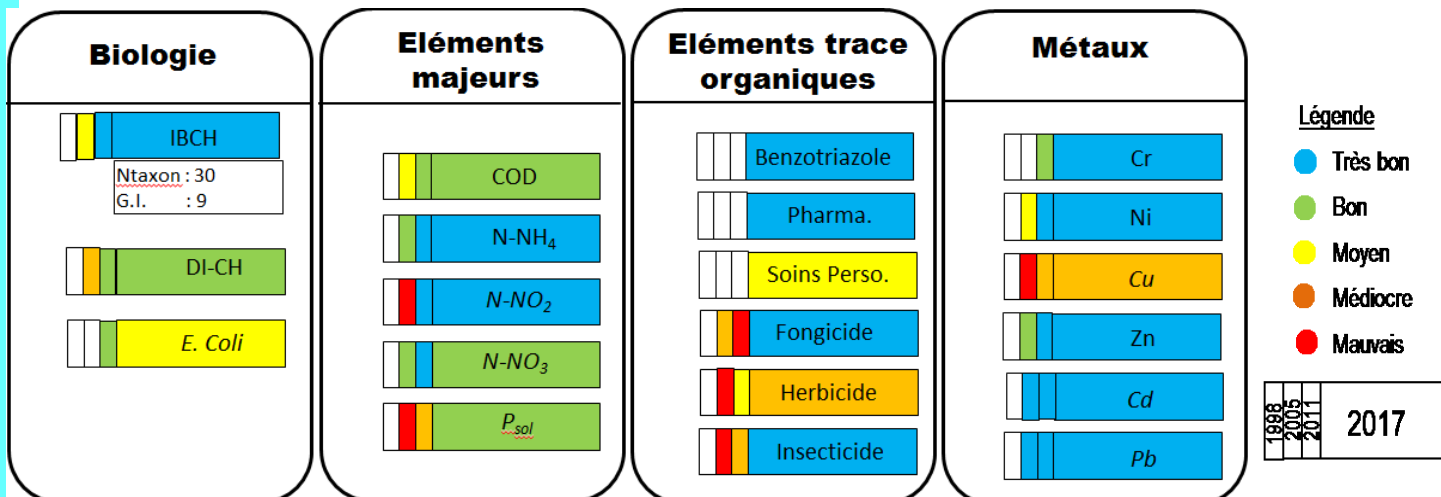 Biologie
IBCH
Ntaxon : 30
G.I. : 9
DI-CH
E. Coli
Eléments
majeurs
COD
N-NH₄
N-NO₂
N-NO₃
Pₛₒₗ
Eléments trace
organiques
Benzotriazole
Pharma.
Soins Perso.
Fongicide
Herbicide
Insecticide
Métaux
Cr
Ni
Cu
Zn
Cd
Pb
Légende
Très bon
Bon
Moyen
Médiocre
Mauvais
1998
2005
2011
2017